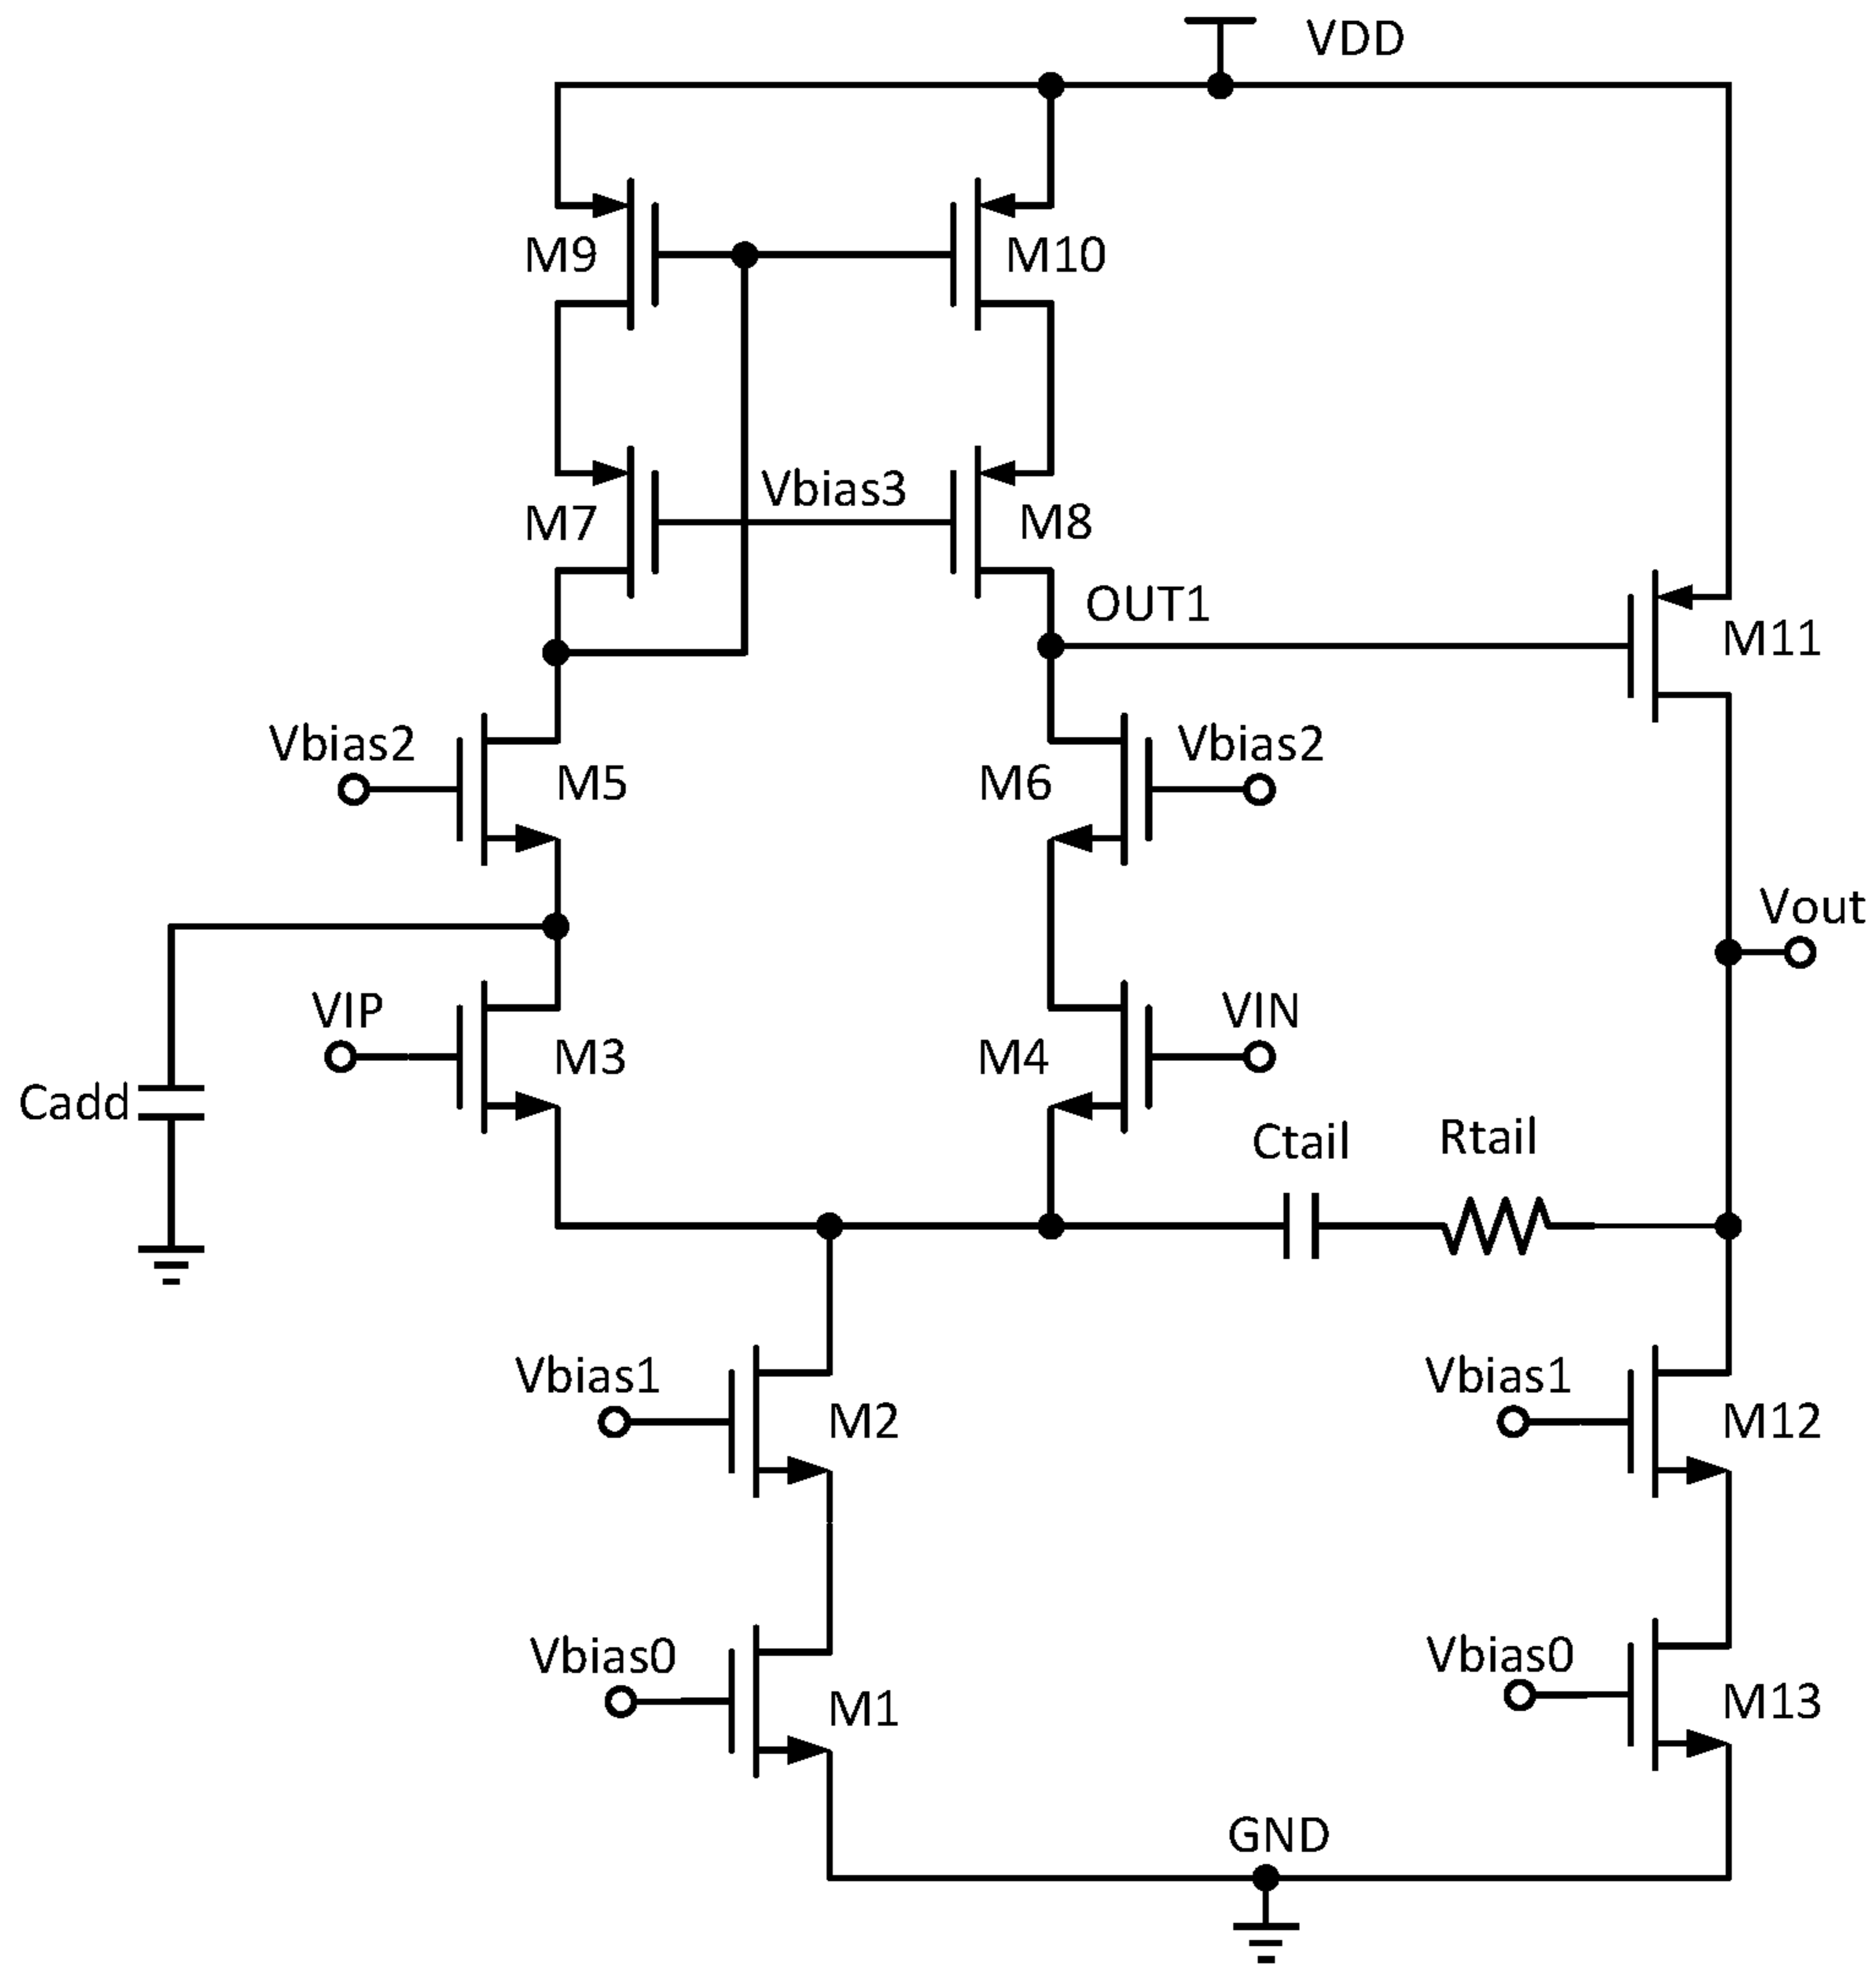 VDD
M9
M10
Vbias3
M7
M8
OUT1
M11
Vbias2
M5
M6
Vbias2
Vout
VIP
M3
M4
VIN
Cadd
Ctail
Rtail
Vbias1
M2
Vbias1
M12
Vbias0
M1
Vbias0
M13
GND